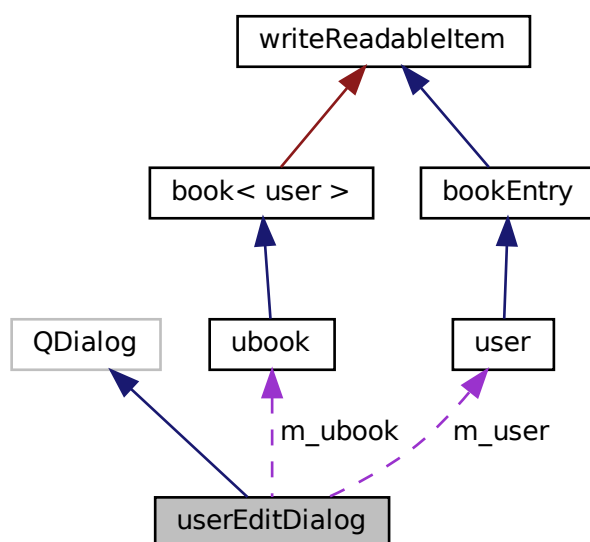 writeReadableItem
book< user >
bookEntry
QDialog
ubook
user
m_ubook
m_user
userEditDialog